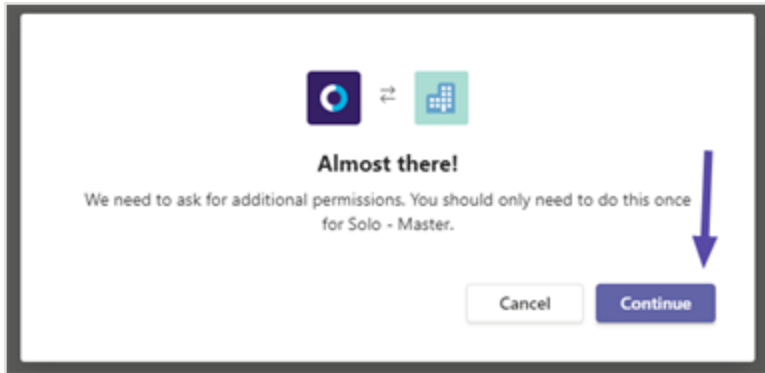 Almost there!
We need to ask for additional permissions. You should only need to do this once
for Solo - Master.
Cancel
Continue